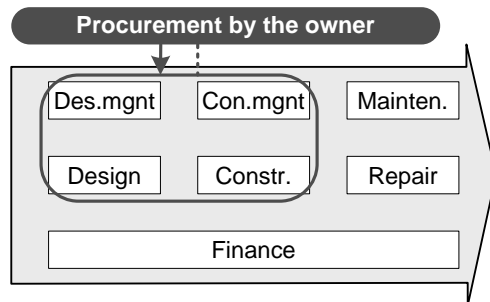 Procurement by the owner
Des.mgnt Con.mgnt Mainten.
Design Constr. Repair
Finance